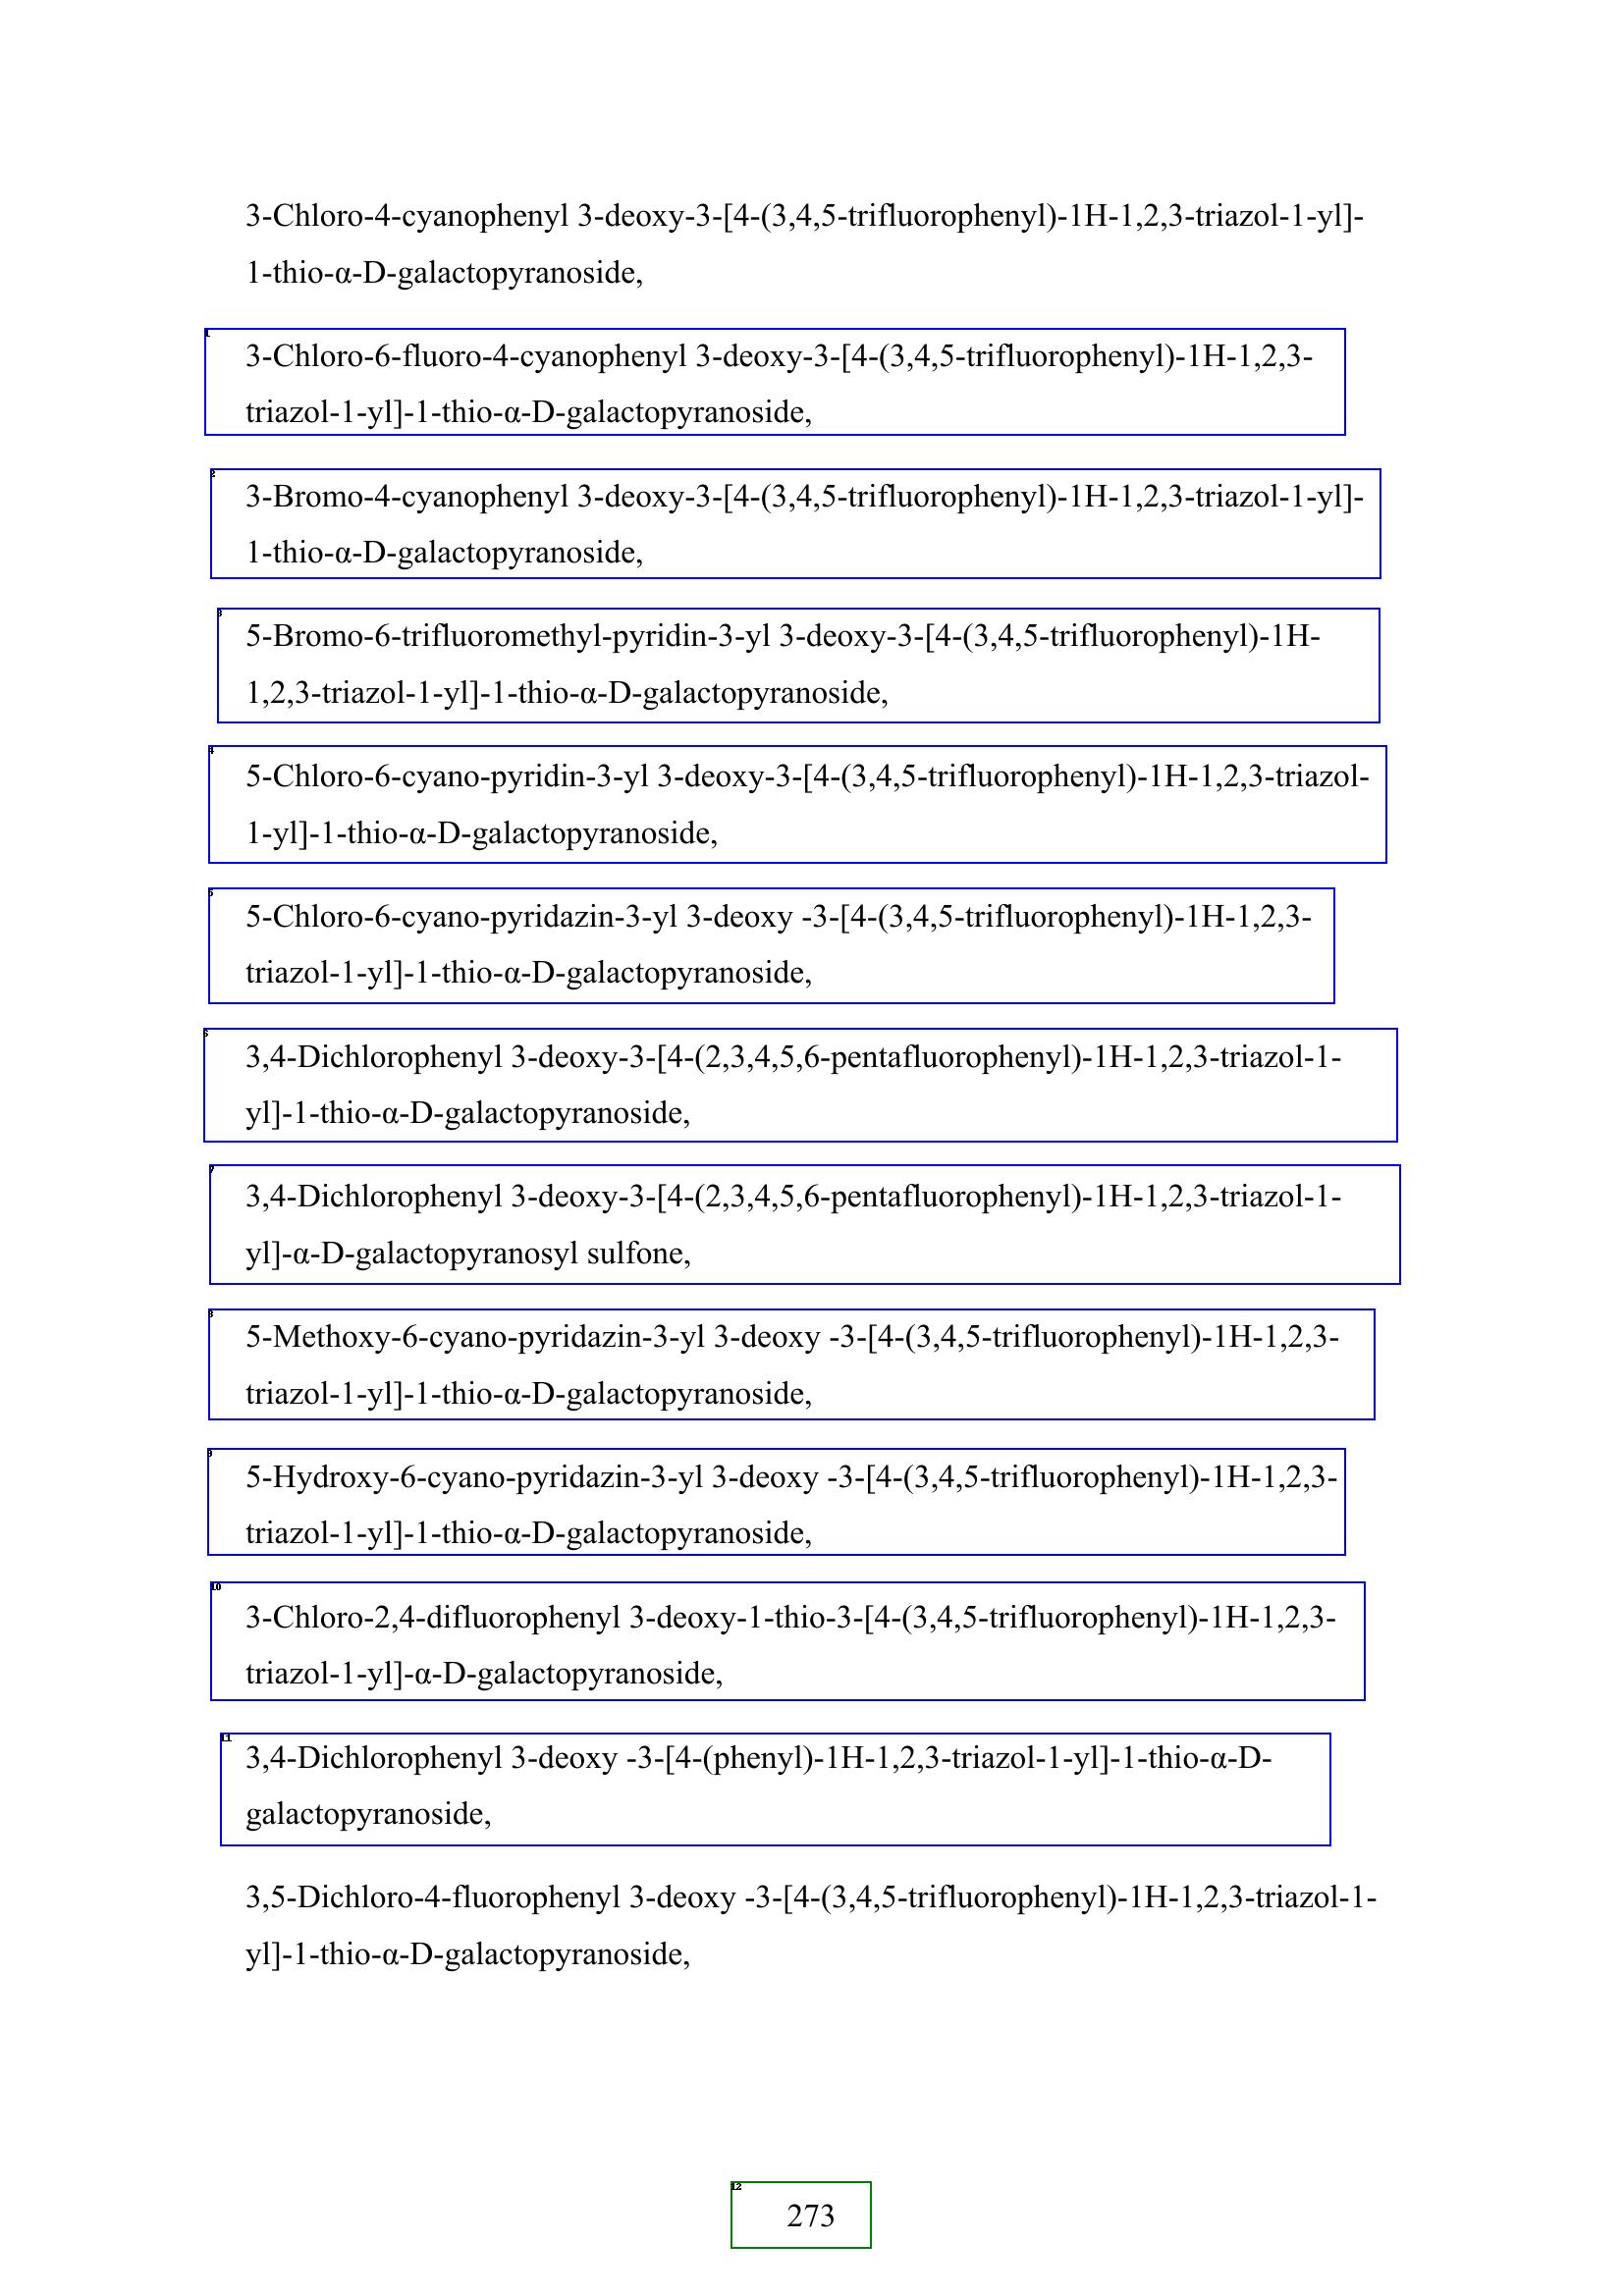 3-Chloro-4-cyanophenyl 3-deoxy-3-[4-(3,4,5-trifluorophenyl)-1H-1,2,3-triazol-1-yl]-
1-thio-α-D-galactopyranoside,
1
3-Chloro-6-fluoro-4-cyanophenyl 3-deoxy-3-[4-(3,4,5-trifluorophenyl)-1H-1,2,3-
triazol-1-yl]-1-thio-α-D-galactopyranoside,
2
3-Bromo-4-cyanophenyl 3-deoxy-3-[4-(3,4,5-trifluorophenyl)-1H-1,2,3-triazol-1-yl]-
1-thio-α-D-galactopyranoside,
3
5-Bromo-6-trifluoromethyl-pyridin-3-yl 3-deoxy-3-[4-(3,4,5-trifluorophenyl)-1H-
1,2,3-triazol-1-yl]-1-thio-α-D-galactopyranoside,
4
5-Chloro-6-cyano-pyridin-3-yl 3-deoxy-3-[4-(3,4,5-trifluorophenyl)-1H-1,2,3-triazol-
1-yl]-1-thio-α-D-galactopyranoside,
5
5-Chloro-6-cyano-pyridazin-3-yl 3-deoxy -3-[4-(3,4,5-trifluorophenyl)-1H-1,2,3-
triazol-1-yl]-1-thio-α-D-galactopyranoside,
6
3,4-Dichlorophenyl 3-deoxy-3-[4-(2,3,4,5,6-pentafluorophenyl)-1H-1,2,3-triazol-1-
yl]-1-thio-α-D-galactopyranoside,
7
3,4-Dichlorophenyl 3-deoxy-3-[4-(2,3,4,5,6-pentafluorophenyl)-1H-1,2,3-triazol-1-
yl]-α-D-galactopyranosyl sulfone,
8
5-Methoxy-6-cyano-pyridazin-3-yl 3-deoxy -3-[4-(3,4,5-trifluorophenyl)-1H-1,2,3-
triazol-1-yl]-1-thio-α-D-galactopyranoside,
9
5-Hydroxy-6-cyano-pyridazin-3-yl 3-deoxy -3-[4-(3,4,5-trifluorophenyl)-1H-1,2,3-
triazol-1-yl]-1-thio-α-D-galactopyranoside,
10
3-Chloro-2,4-difluorophenyl 3-deoxy-1-thio-3-[4-(3,4,5-trifluorophenyl)-1H-1,2,3-
triazol-1-yl]-α-D-galactopyranoside,
11
3,4-Dichlorophenyl 3-deoxy -3-[4-(phenyl)-1H-1,2,3-triazol-1-yl]-1-thio-α-D-
galactopyranoside,
3,5-Dichloro-4-fluorophenyl 3-deoxy -3-[4-(3,4,5-trifluorophenyl)-1H-1,2,3-triazol-1-
yl]-1-thio-α-D-galactopyranoside,
12
273